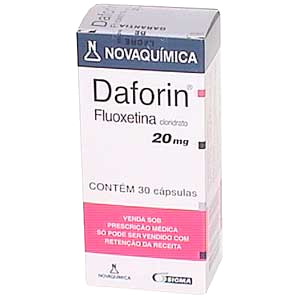 GARANTIA
NOVAQUÍMICA
Daforin®
Fluoxetina cloridrato
20 mg
CONTÉM 30 cápsulas
VENDA SOB
PRESCRIÇÃO MÉDICA
SÓ PODE SER VENDIDO COM
RETENÇÃO DA RECEITA
NOVAQUÍMICA
SIGMA